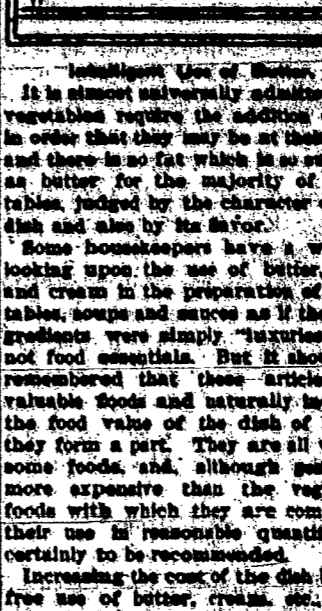 Intelligent Use of Butter.
It is almost universally admitted
vegetables require the addition
in order that they may be at their
and there is no fat which is so
as butter for the majority of
tables, judged by the character
dish and also by its flavor.
Some housekeepers have a
looking upon the use of butter,
and cream in the preparation of
tables, soups and sauces as if the
gredients were simply "luxuries
not food essentials. But it
remembered that these article
valuable foods and naturally
the food value of the dish of
they form a part. They are all
some foods, and, although
more expensive than the veg
foods with which they are com
their use in reasonable quanti
certainly to be recommended.
Increasing the cost of the dish
free use of butter, cream, etc.,